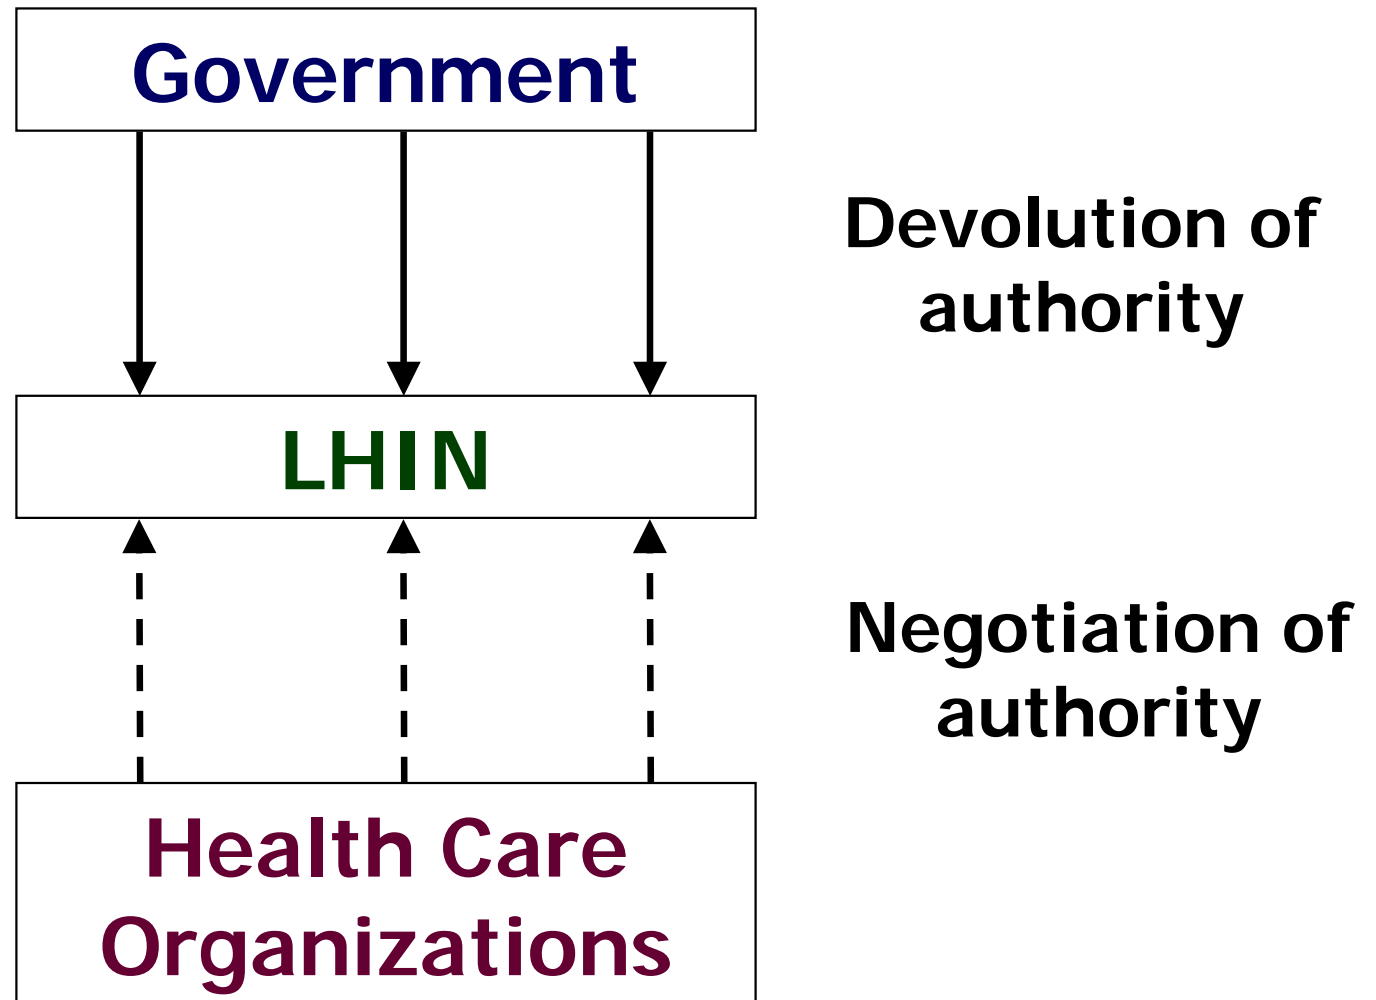 Government
Devolution of
authority
LHIN
Negotiation of
authority
Health Care
Organizations